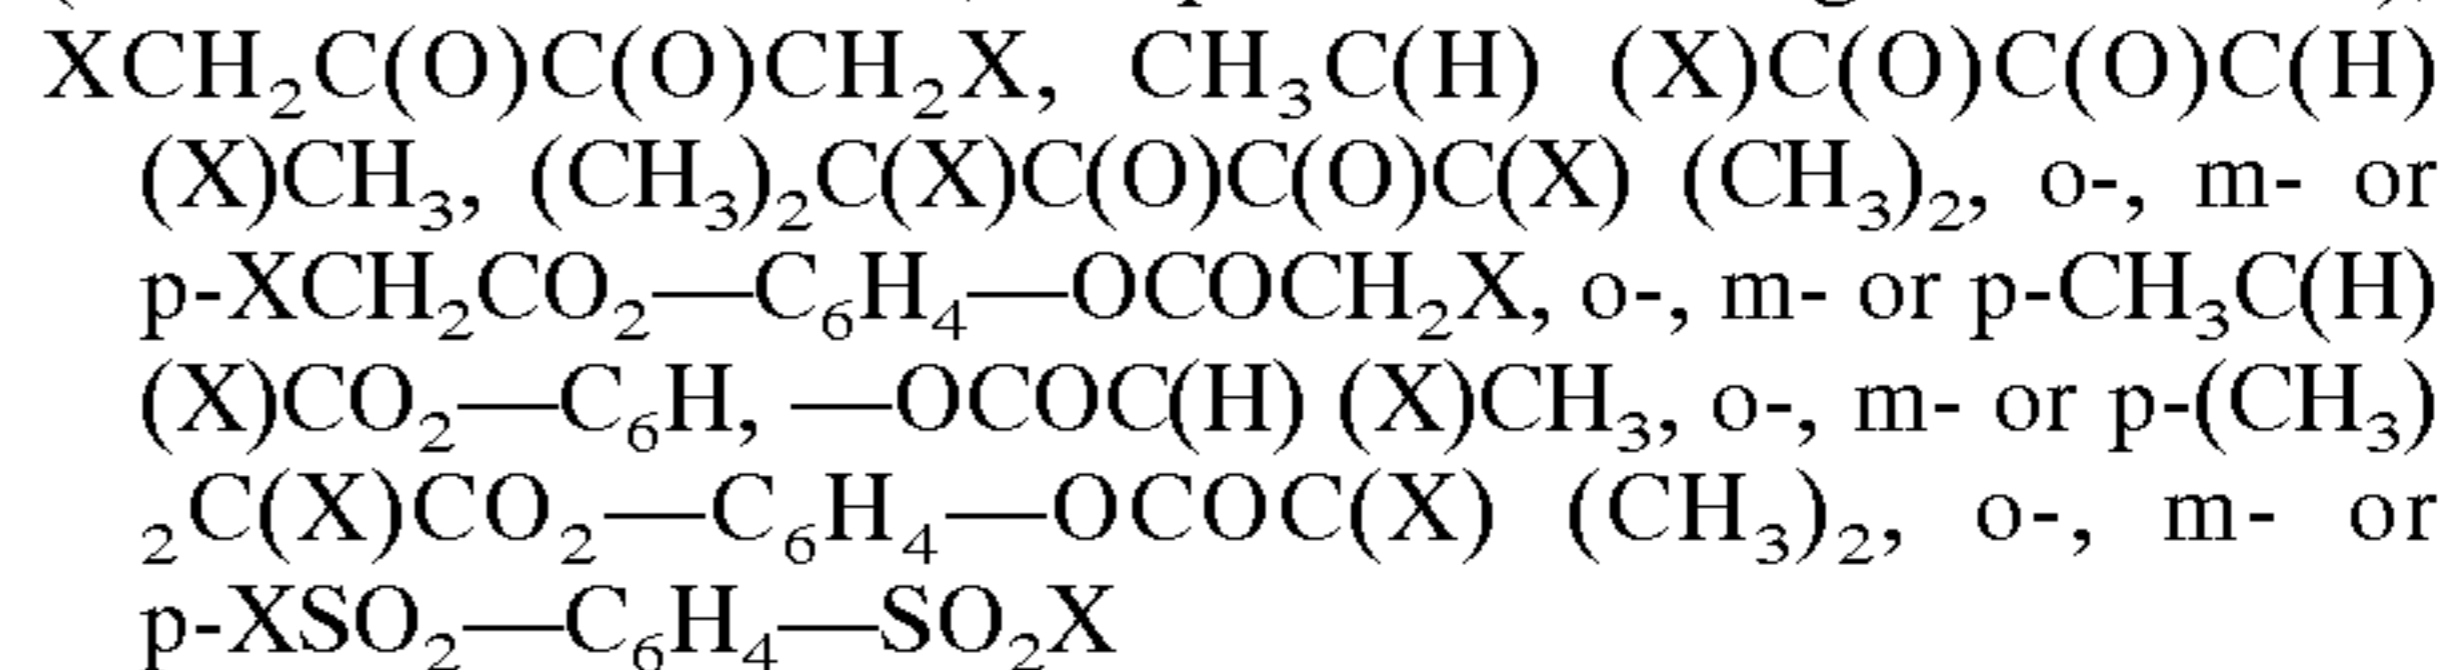 XCH₂C(O)C(O)CH₂X, CH₃C(H) (X)C(O)C(O)C(H)
(X)CH₃, (CH₃)₂C(X)C(O)C(O)C(X) (CH₃)₂, o-, m- or
p-XCH₂CO₂—C₆H₄—OCOCH₂X, o-, m- or p-CH₃C(H)
(X)CO₂—C₆H, —OCOC(H) (X)CH₃, o-, m- or p-(CH₃)
₂C(X)CO₂—C₆H₄—OCOC(X) (CH₃)₂, o-, m- or
p-XSO₂—C₆H₄—SO₂X